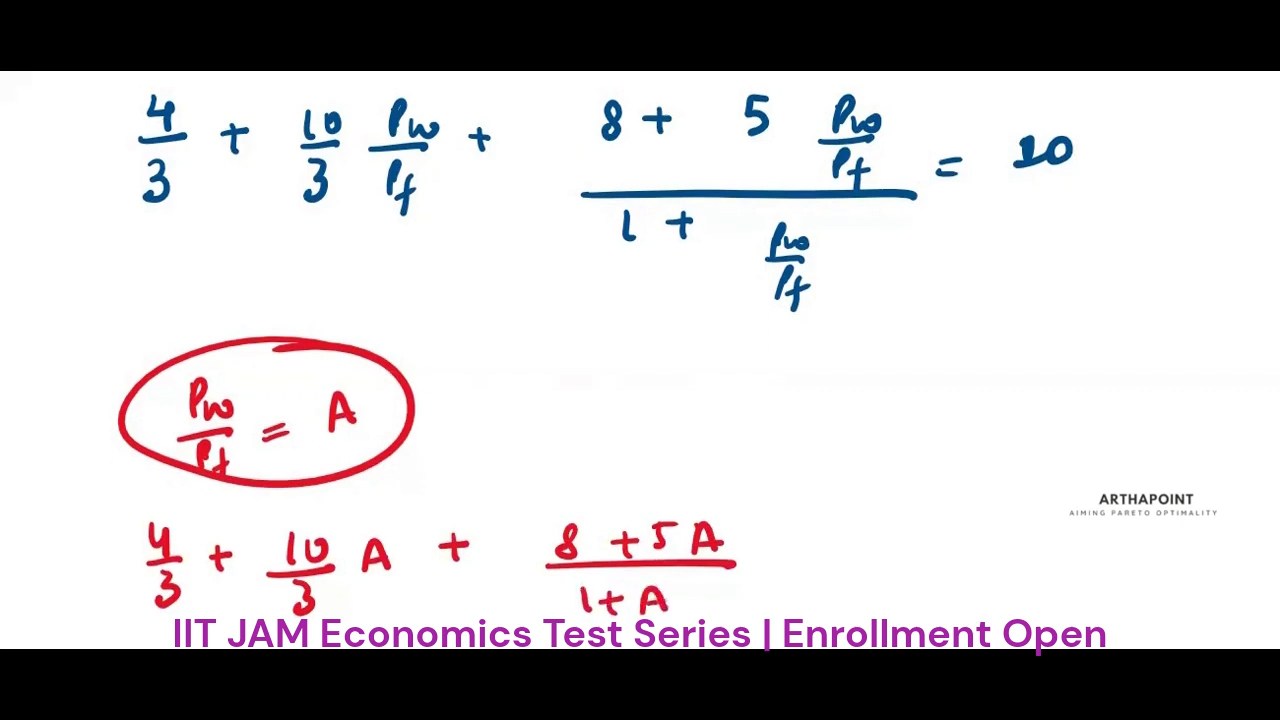 4/3 + 10/3 Pw/Pf + (8 + 5 Pw/Pf)/(1 + Pw/Pf) = 10
Pw/Pf = A
ARTHAPOINT
AIMING PARETO OPTIMALITY
4/3 + 10/3 A + (8 + 5A)/(1 + A)
IIT JAM Economics Test Series | Enrollment Open